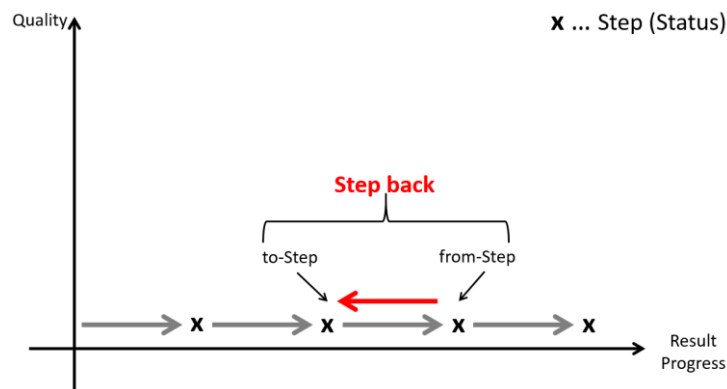 Quality
x ... Step (Status)
Step back
to-Step
from-Step
x
x
x
x
Result
Progress